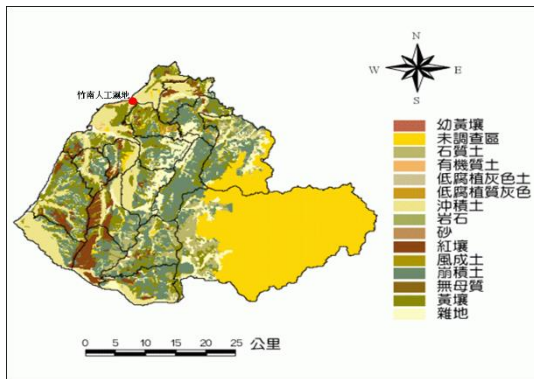 N
W E
S
竹南人工濕地
幼黃壤
未調查區
石質土
有機質土
低腐植灰色土
低腐植質灰色
沖積土
岩石
砂
紅壤
風成土
崩積土
無母質
黃壤
雜地
0 5 10 15 20 25 公里